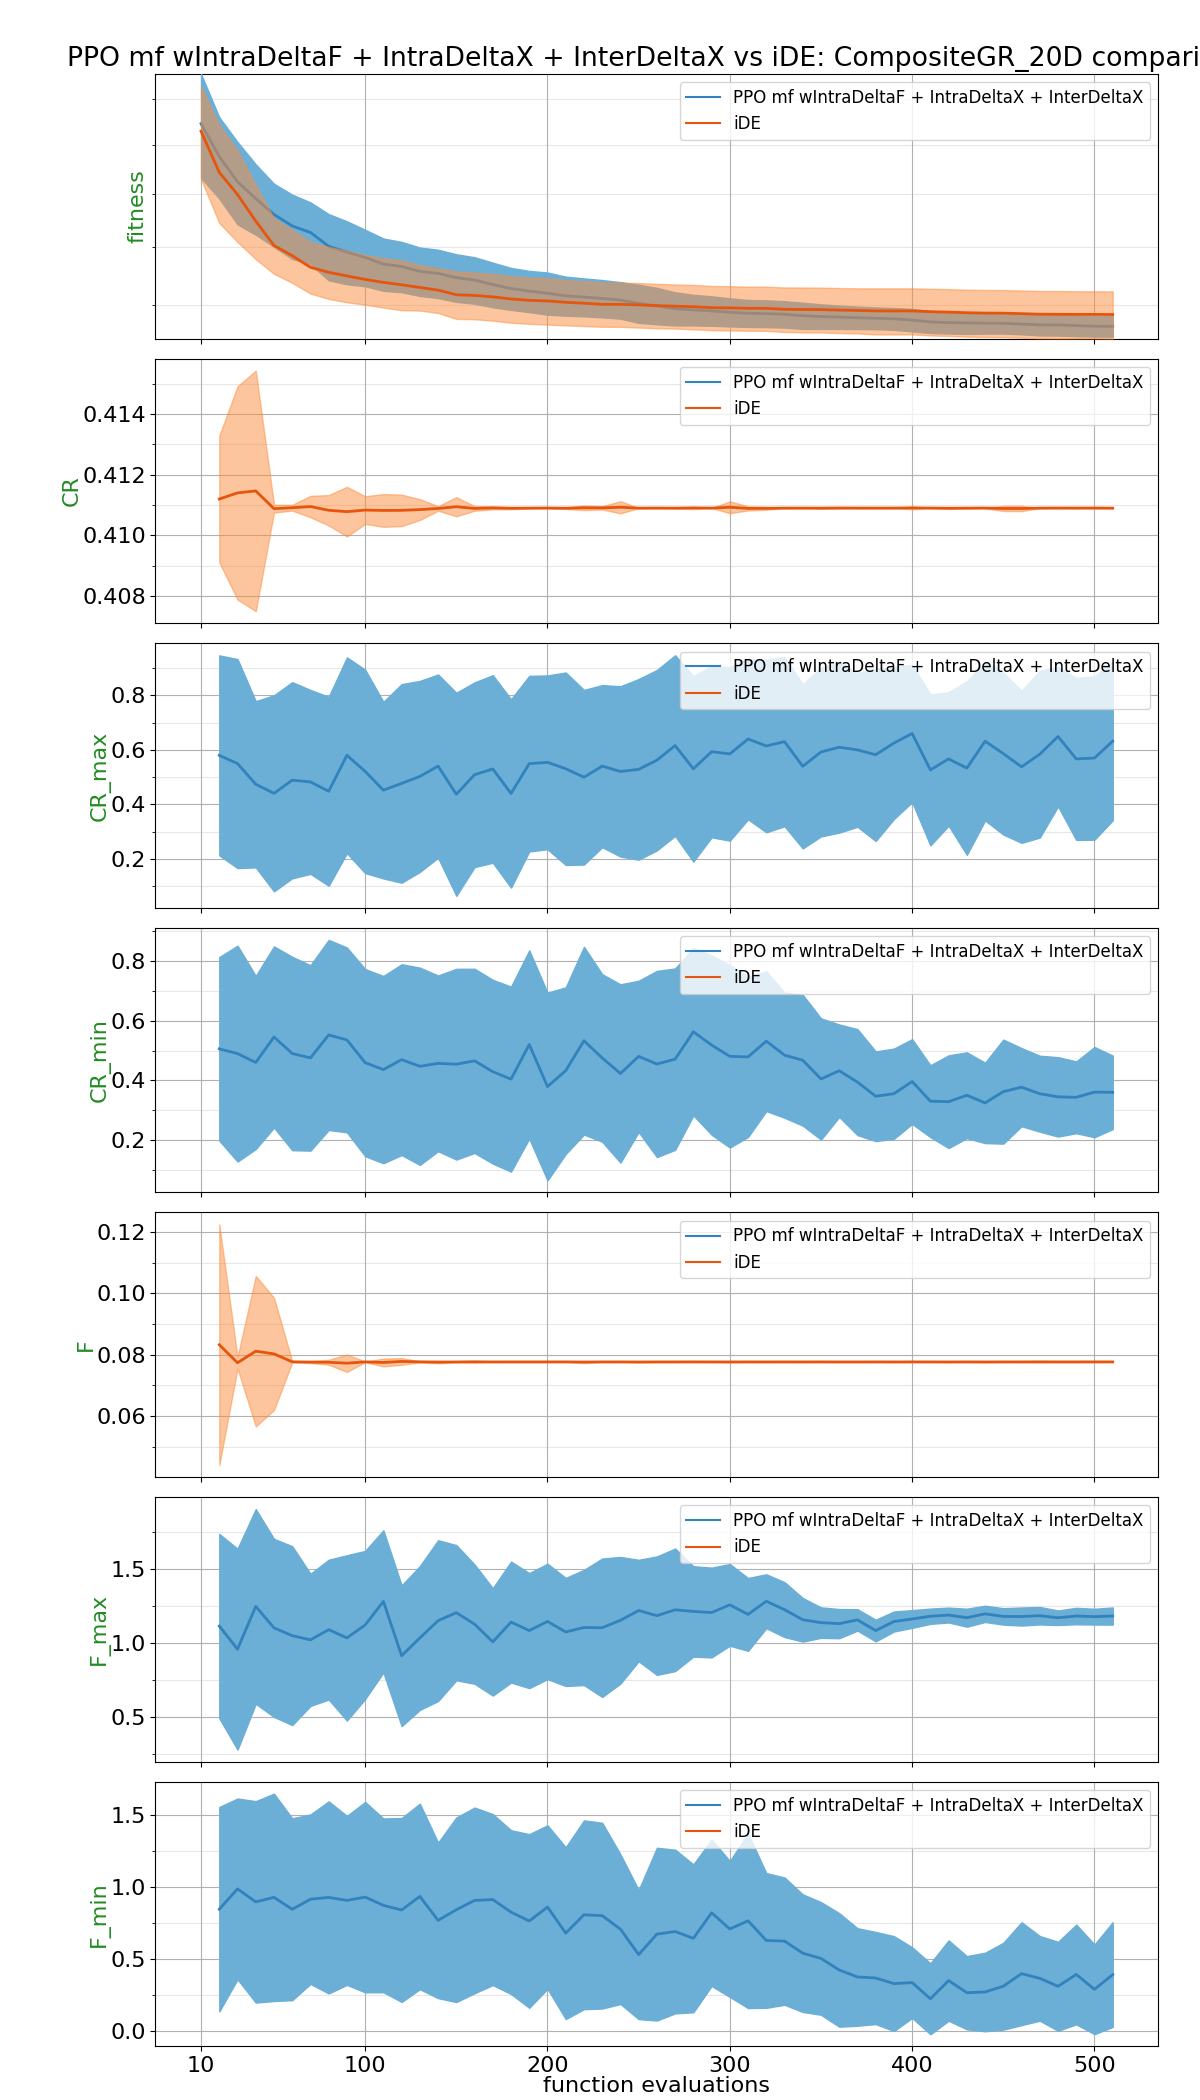 PPO mf wIntraDeltaF + IntraDeltaX + InterDeltaX vs iDE: CompositeGR_20D compari
fitness
PPO mf wIntraDeltaF + IntraDeltaX + InterDeltaX
iDE
CR
0.414
0.412
0.410
0.408
PPO mf wIntraDeltaF + IntraDeltaX + InterDeltaX
iDE
CR_max
0.8
0.6
0.4
0.2
PPO mf wIntraDeltaF + IntraDeltaX + InterDeltaX
iDE
CR_min
0.8
0.6
0.4
0.2
PPO mf wIntraDeltaF + IntraDeltaX + InterDeltaX
iDE
F
0.12
0.10
0.08
0.06
PPO mf wIntraDeltaF + IntraDeltaX + InterDeltaX
iDE
F_max
1.5
1.0
0.5
PPO mf wIntraDeltaF + IntraDeltaX + InterDeltaX
iDE
F_min
1.5
1.0
0.5
0.0
PPO mf wIntraDeltaF + IntraDeltaX + InterDeltaX
iDE
10 100 200 300 400 500
function evaluations